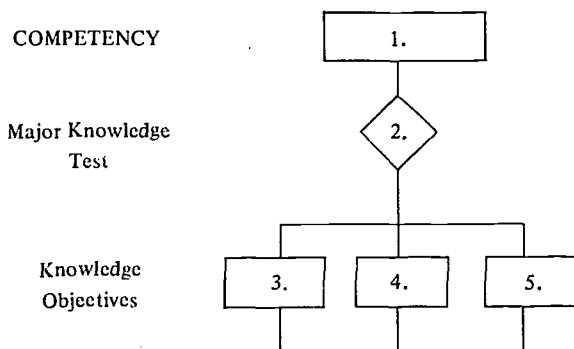 COMPETENCY
1.
Major Knowledge
Test
2.
Knowledge
Objectives
3.
4.
5.